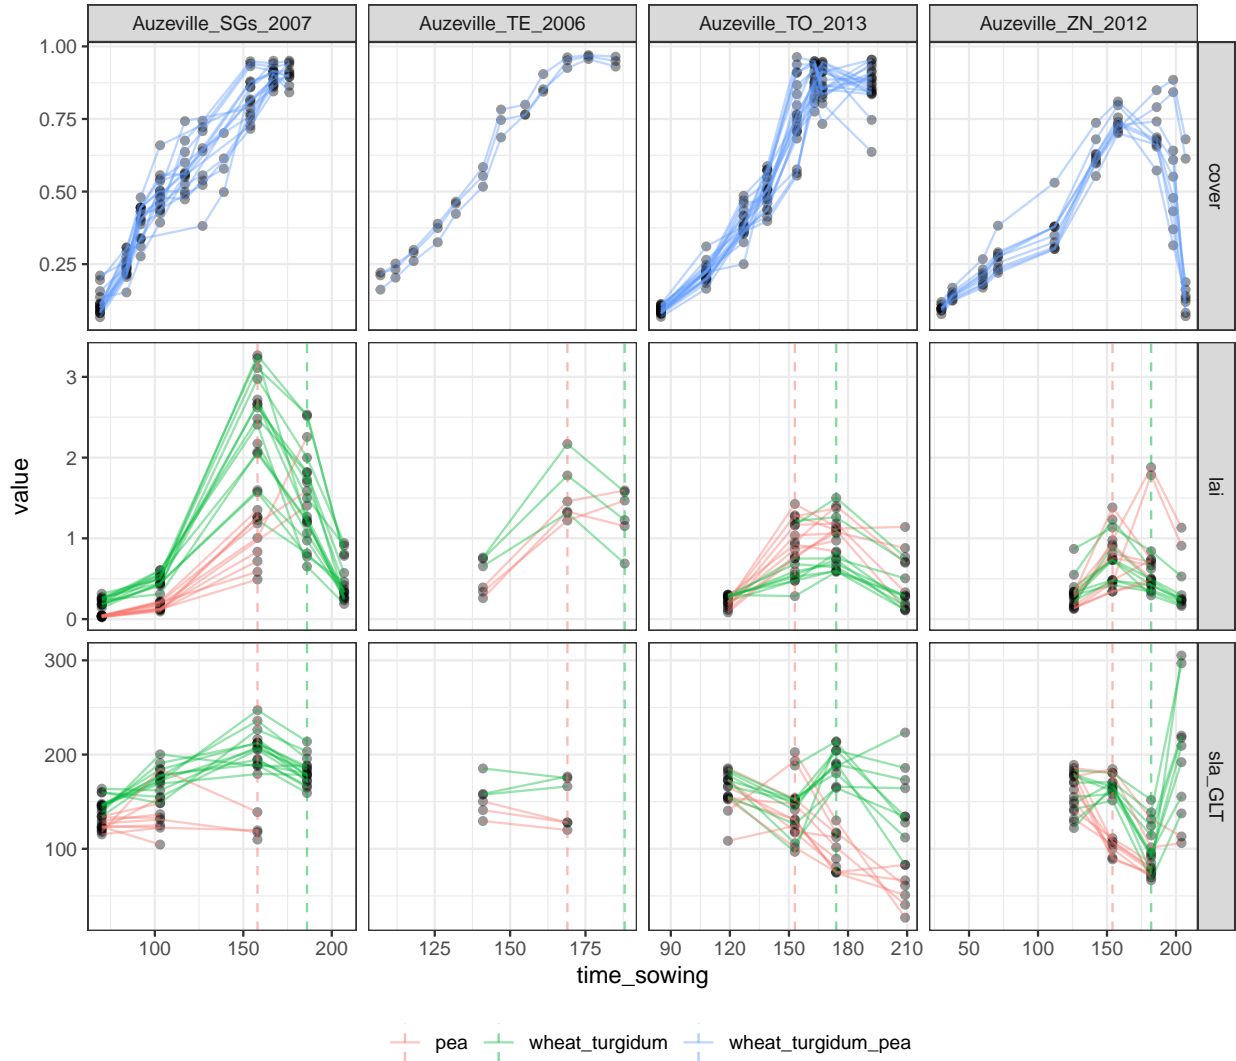 Auzeville_SGs_2007 Auzeville_TE_2006 Auzeville_TO_2013 Auzeville_ZN_2012
1.00
0.75
0.50
0.25
cover
3
2
1
0
lai
value
300
200
100
sla_GLT
100 150 200 125 150 175 90 120 150 180 210 50 100 150 200
time_sowing
pea wheat_turgidum wheat_turgidum_pea